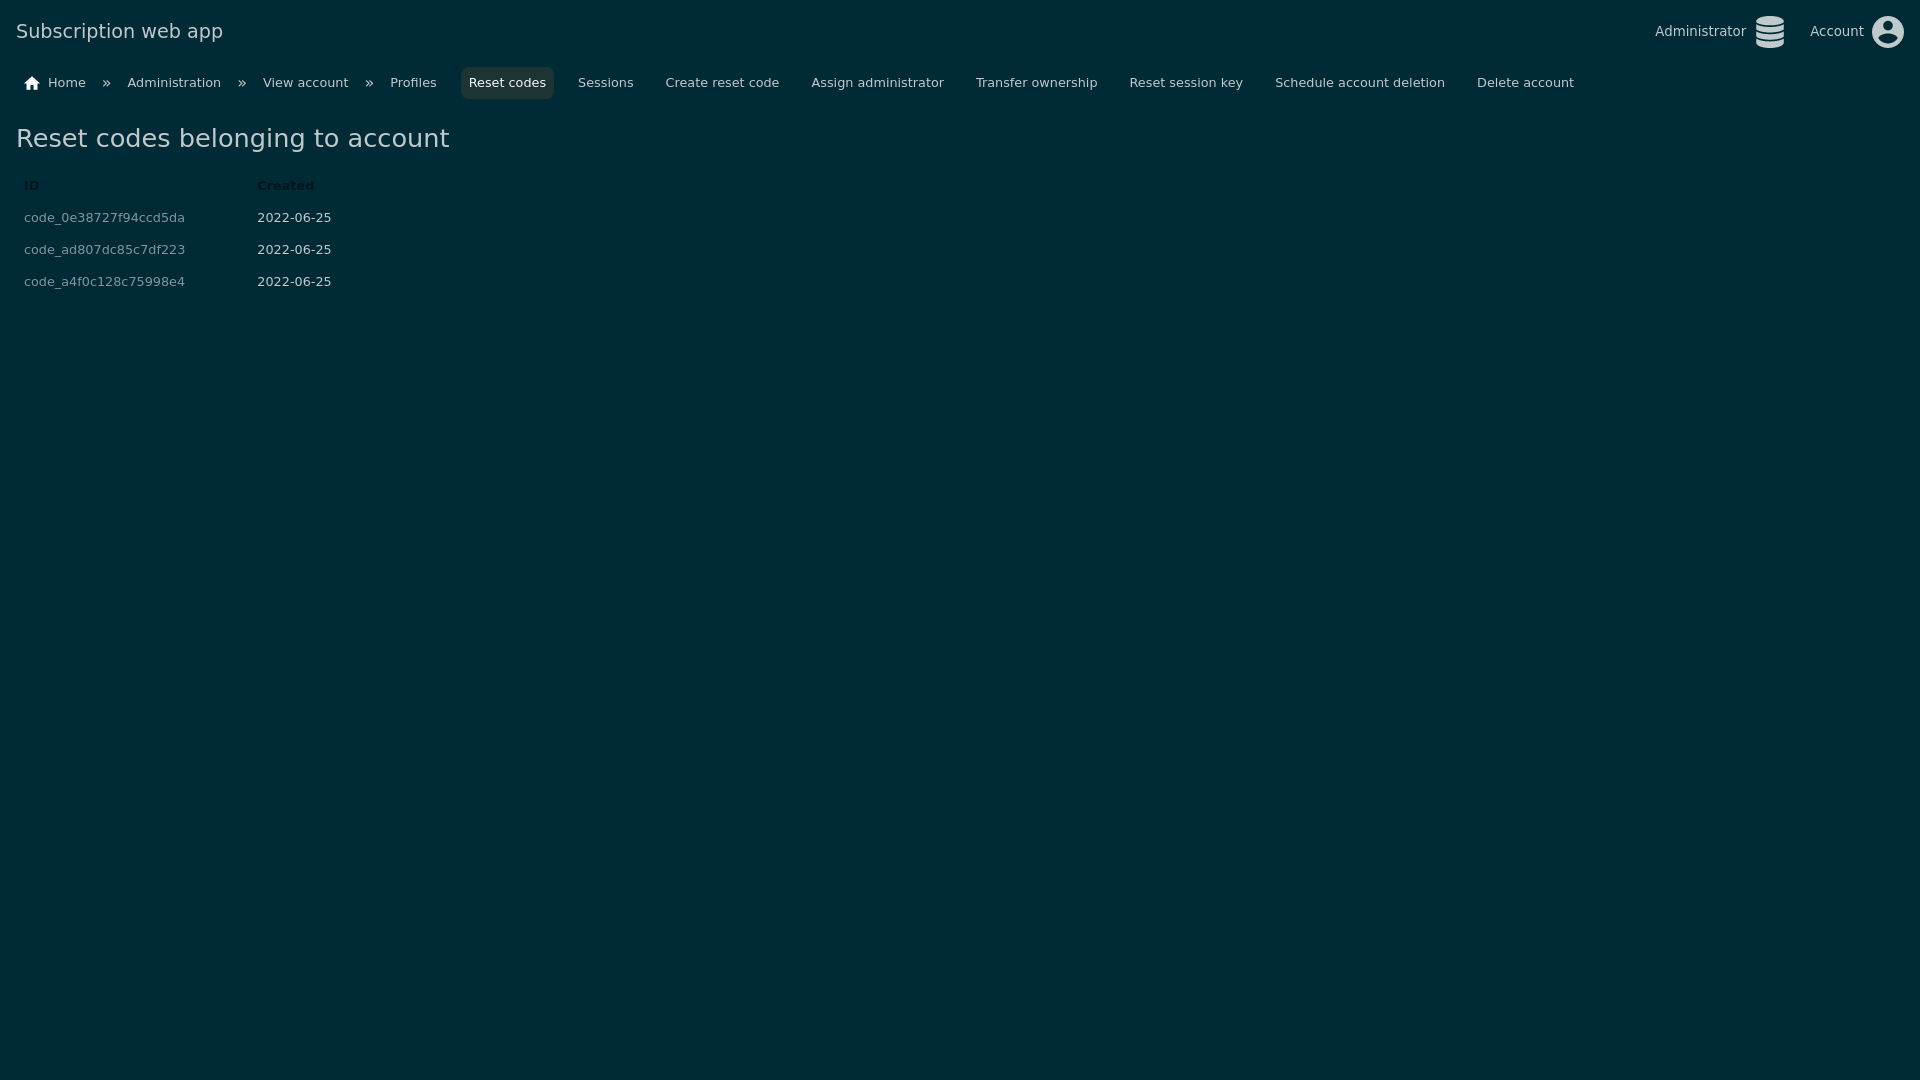 Subscription web app
Administrator Account
Home » Administration » View account » Profiles Reset codes Sessions Create reset code Assign administrator Transfer ownership Reset session key Schedule account deletion Delete account
Reset codes belonging to account
ID Created
code_0e38727f94ccd5da 2022-06-25
code_ad807dc85c7df223 2022-06-25
code_a4f0c128c75998e4 2022-06-25